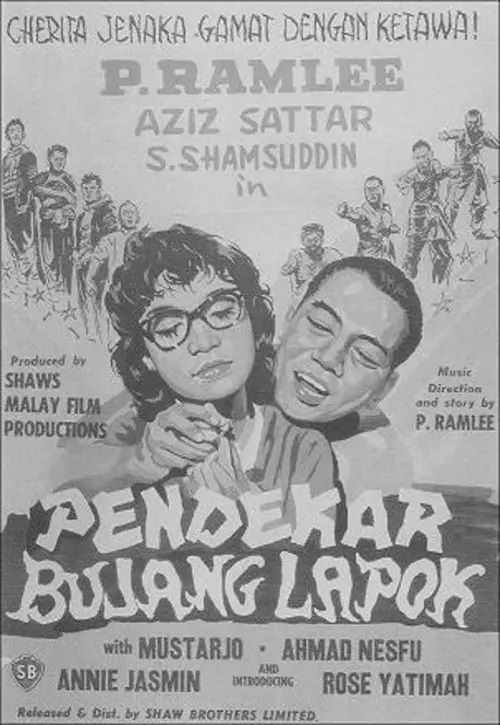 CHERITA JENAKA GAMAT DENGAN KETAWA!
P. RAMLEE
AZIZ SATTAR
S. SHAMSUDDIN
in
Produced by
SHAWS
MALAY FILM
PRODUCTIONS
Music
Direction
and story by
P. RAMLEE
PENDEKAR
BUJANG LAPOK
with MUSTARJO • AHMAD NESFU
ANNIE JASMIN AND INTRODUCING ROSE YATIMAH
SB
Released & Dist. by SHAW BROTHERS LIMITED.